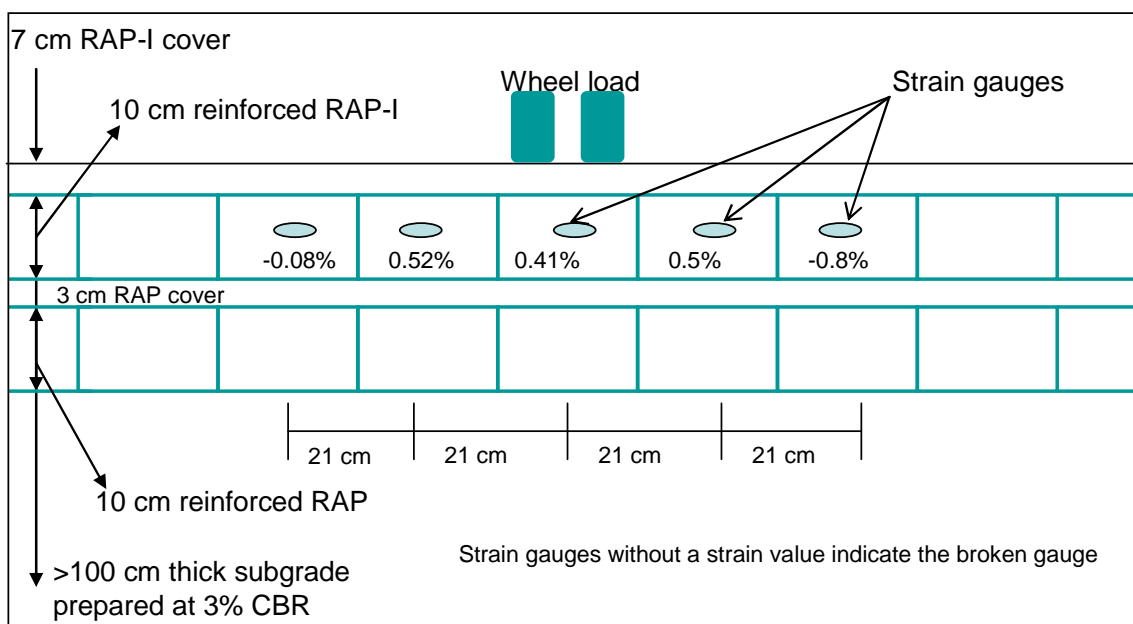 7 cm RAP-I cover
Wheel load
Strain gauges
10 cm reinforced RAP-I
-0.08%
0.52%
0.41%
0.5%
-0.8%
3 cm RAP cover
21 cm
21 cm
21 cm
21 cm
10 cm reinforced RAP
Strain gauges without a strain value indicate the broken gauge
>100 cm thick subgrade
prepared at 3% CBR